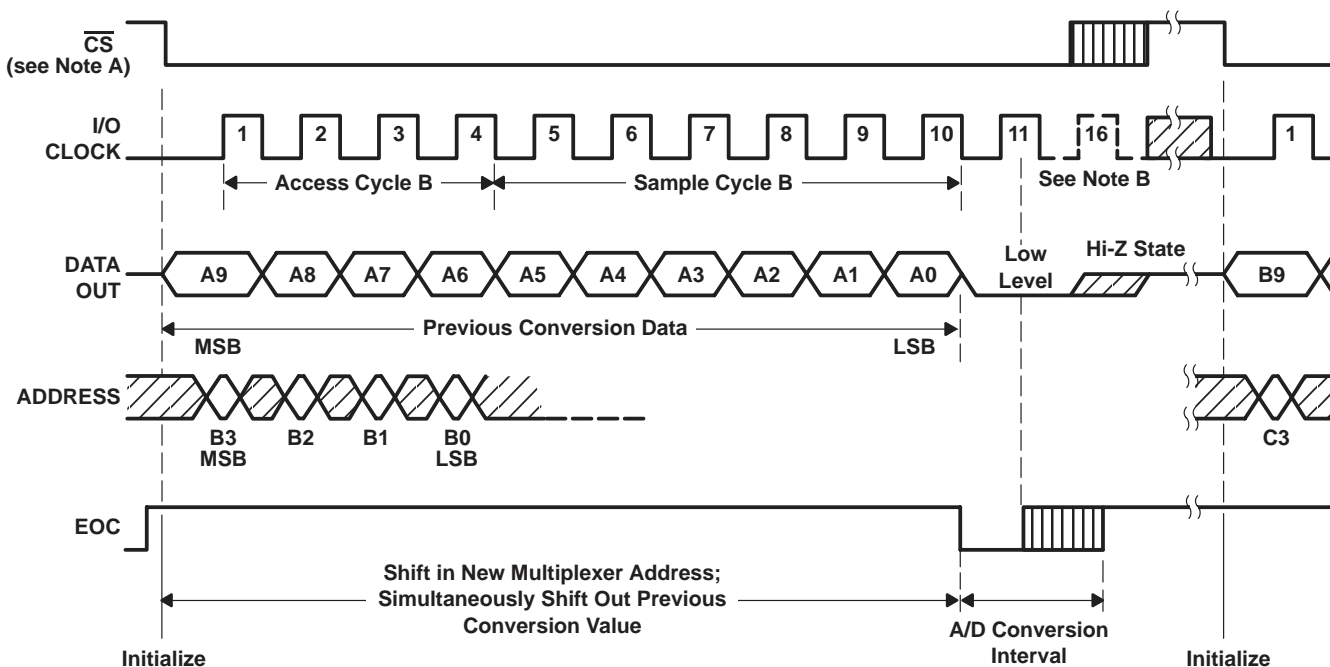 CS
(see Note A)
I/O
CLOCK
1 2 3 4 5 6 7 8 9 10 11 16 1
Access Cycle B
Sample Cycle B
See Note B
DATA
OUT
A9 A8 A7 A6 A5 A4 A3 A2 A1 A0
Low
Level
Hi-Z State
B9
Previous Conversion Data
MSB
LSB
ADDRESS
B3
MSB
B2
B1
B0
LSB
C3
EOC
Shift in New Multiplexer Address;
Simultaneously Shift Out Previous
Conversion Value
A/D Conversion
Interval
Initialize
Initialize